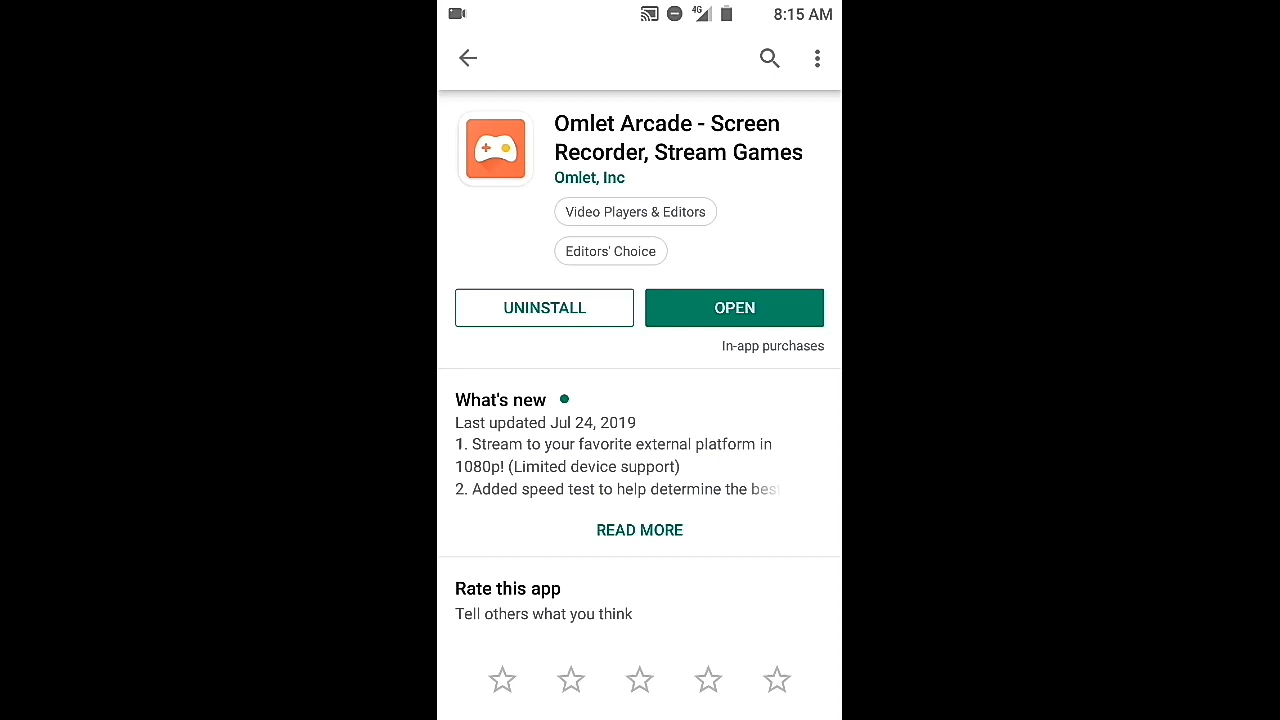 4G 8:15 AM
Omlet Arcade - Screen
Recorder, Stream Games
Omlet, Inc
Video Players & Editors
Editors' Choice
UNINSTALL OPEN
In-app purchases
What's new
Last updated Jul 24, 2019
1. Stream to your favorite external platform in
1080p! (Limited device support)
2. Added speed test to help determine the best
READ MORE
Rate this app
Tell others what you think